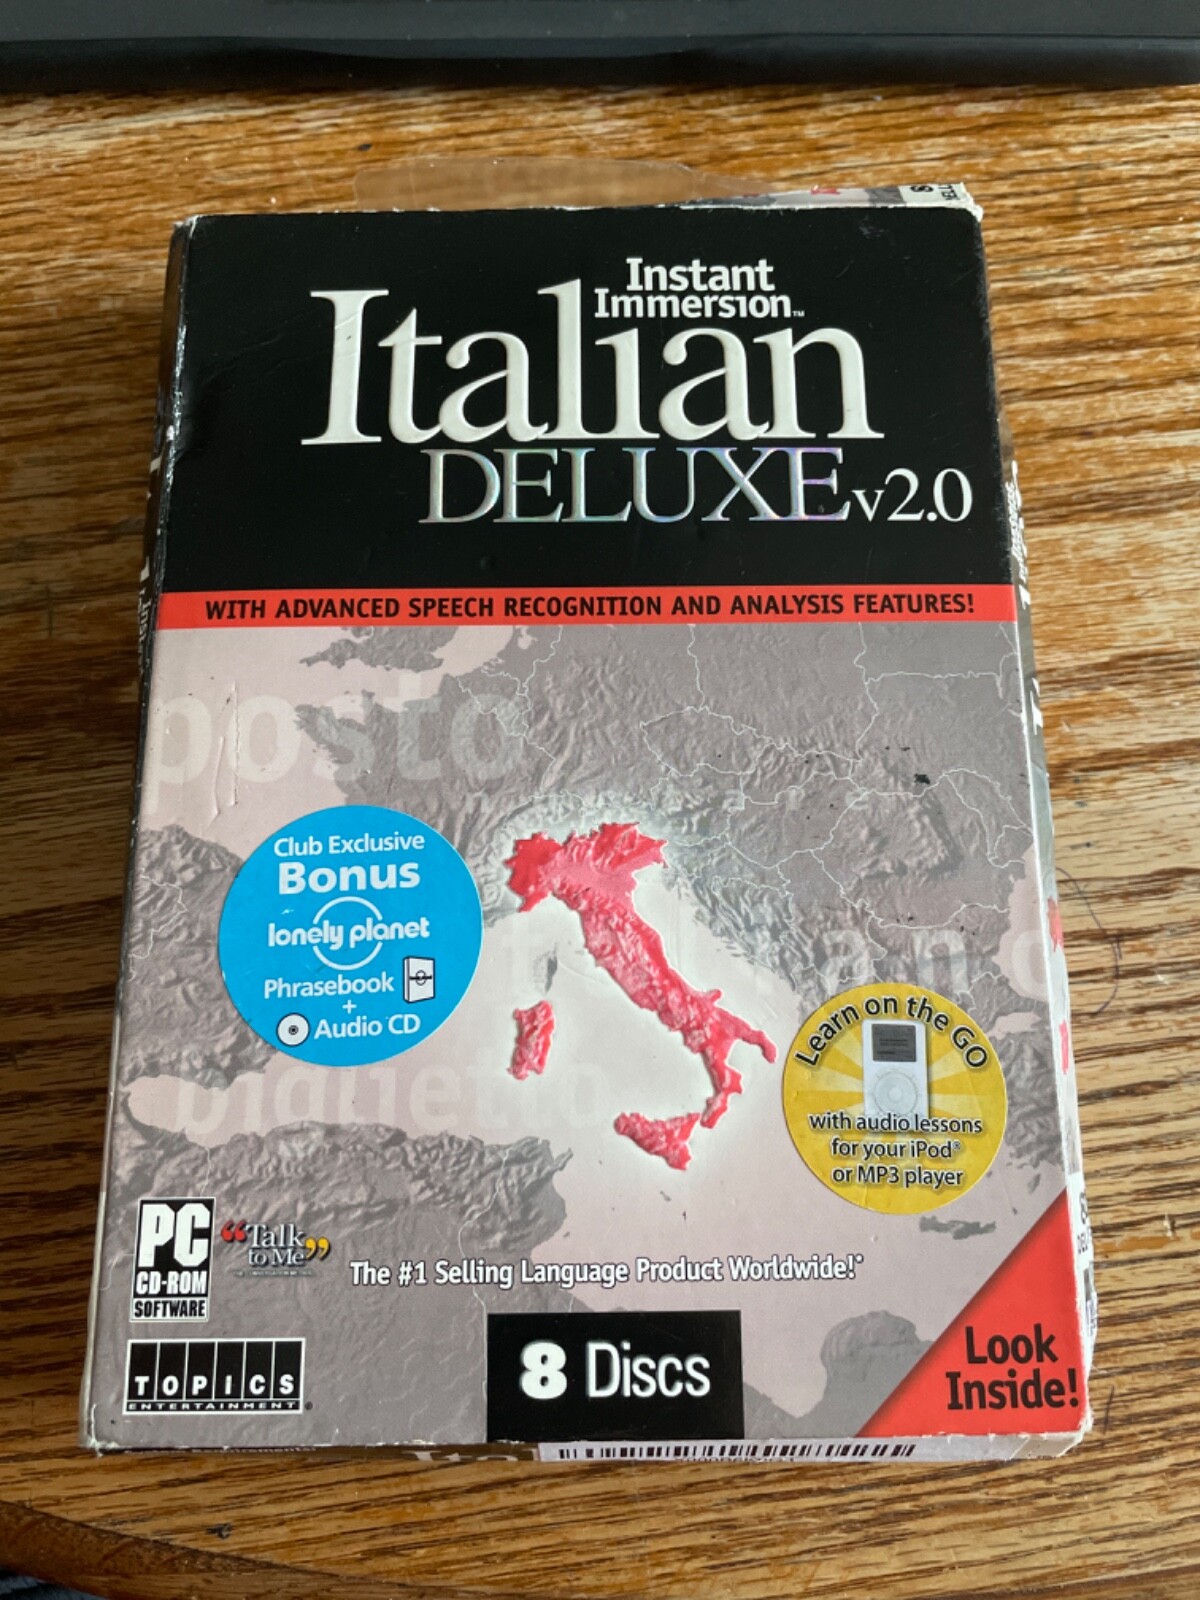 Instant
Immersion™
Italian
DELUXE v2.0
WITH ADVANCED SPEECH RECOGNITION AND ANALYSIS FEATURES!
posto
Club Exclusive
Bonus
lonely planet
Phrasebook
+
Audio CD
biglietto
Learn on the GO
with audio lessons
for your iPod®
or MP3 player
PC
CD-ROM
SOFTWARE
"Talk
to Me"
The #1 Selling Language Product Worldwide!*
TOPICS
ENTERTAINMENT®
8 Discs
Look
Inside!